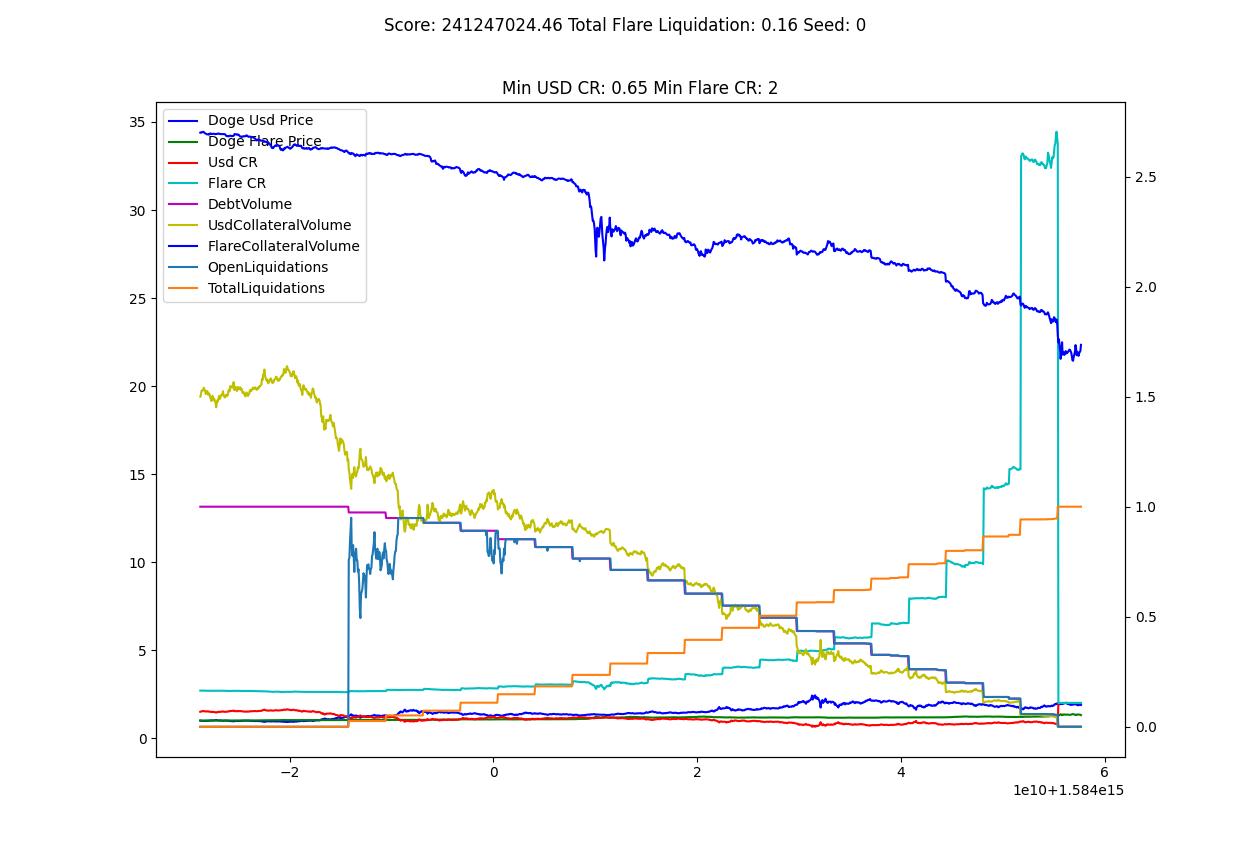 Score: 241247024.46 Total Flare Liquidation: 0.16 Seed: 0
Min USD CR: 0.65 Min Flare CR: 2
Doge Usd Price
Doge Flare Price
Usd CR
Flare CR
DebtVolume
UsdCollateralVolume
FlareCollateralVolume
OpenLiquidations
TotalLiquidations
35
30
25
20
15
10
5
0
2.5
2.0
1.5
1.0
0.5
0.0
−2
0
2
4
6
1e10+1.584e15